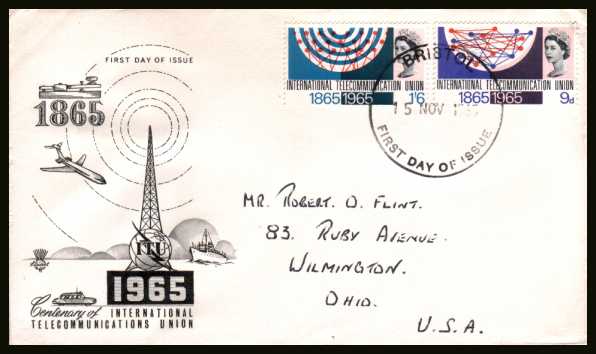 FIRST DAY OF ISSUE
1865
ITU
1965
Centenary of INTERNATIONAL
TELECOMMUNICATIONS UNION
INTERNATIONAL TELECOMMUNICATION UNION
1865 1965 1'6
INTERNATIONAL TELECOMMUNICATION UNION
1865 1965 9d
BRISTOL
15 NOV
FIRST DAY OF ISSUE
MR. ROBERT O. FLINT.
83. RUBY AVENUE.
WILMINGTON.
OHIO.
U.S.A.